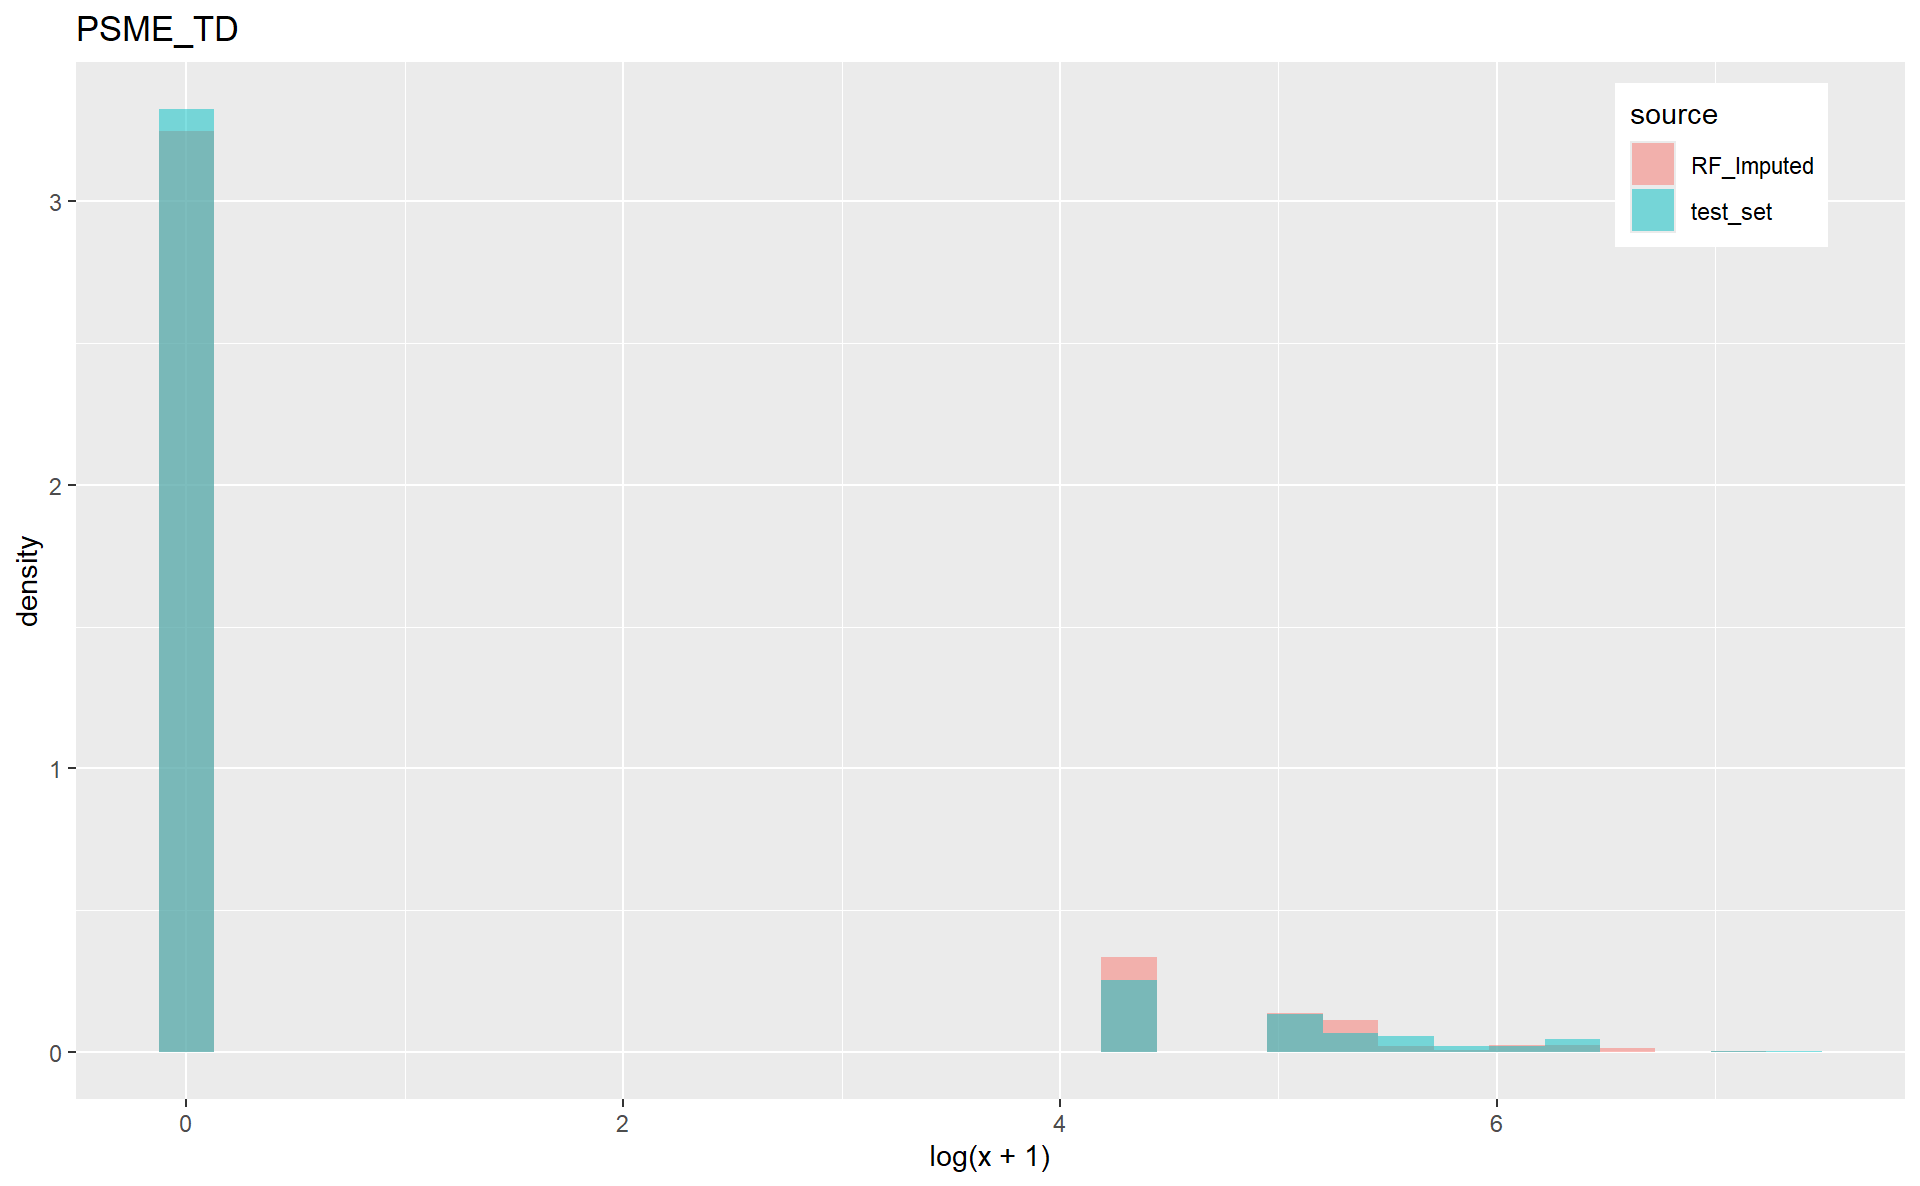 PSME_TD
source
RF_Imputed
test_set
3
2
1
0
density
0 2 4 6
log(x + 1)